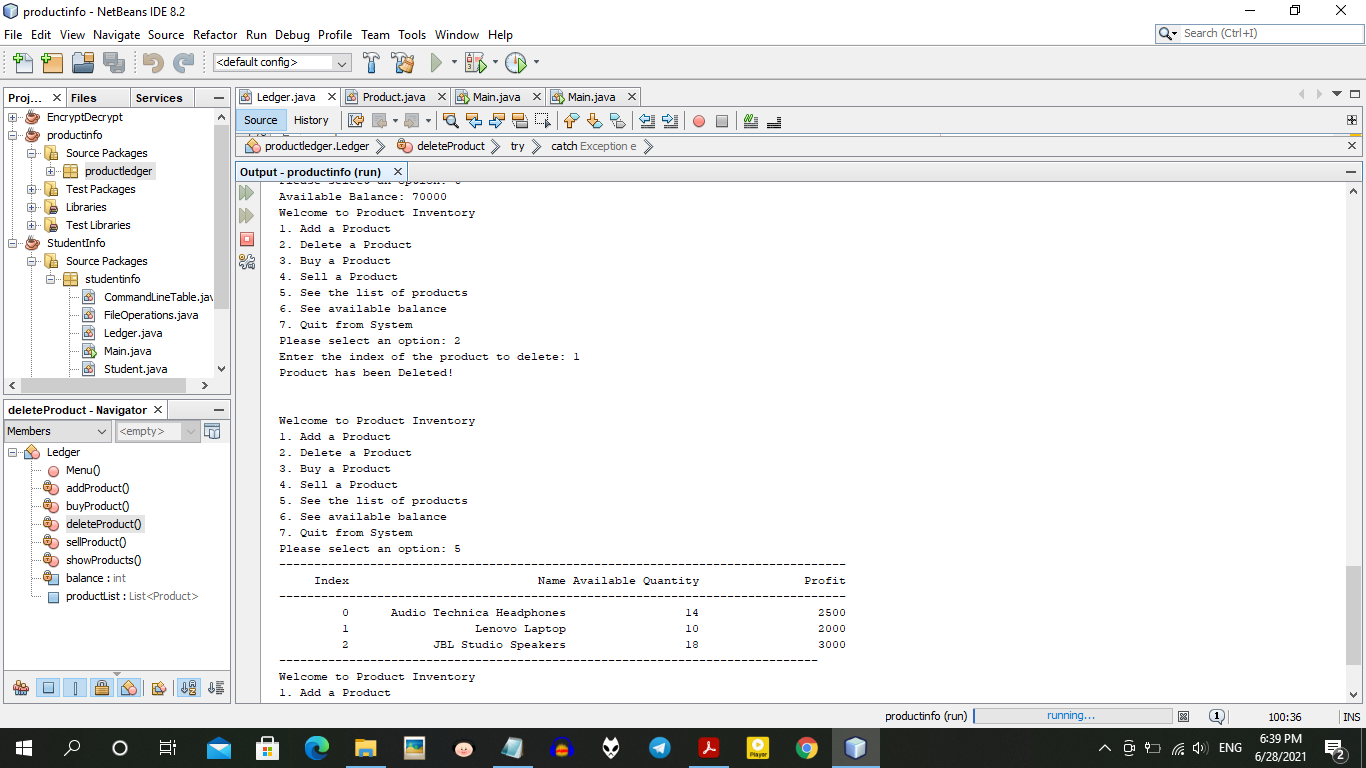 productinfo - NetBeans IDE 8.2
File Edit View Navigate Source Refactor Run Debug Profile Team Tools Window Help
Search (Ctrl+I)
<default config>
Proj... Files Services
EncryptDecrypt
productinfo
Source Packages
productledger
Test Packages
Libraries
Test Libraries
StudentInfo
Source Packages
studentinfo
CommandLineTable.jav
FileOperations.java
Ledger.java
Main.java
Student.java
deleteProduct - Navigator
Members <empty>
Ledger
Menu()
addProduct()
buyProduct()
deleteProduct()
sellProduct()
showProducts()
balance : int
productList : List<Product>
Ledger.java Product.java Main.java Main.java
Source History
productledger.Ledger deleteProduct try catch Exception e
Output - productinfo (run)
Please select an option: 6
Available Balance: 70000
Welcome to Product Inventory
1. Add a Product
2. Delete a Product
3. Buy a Product
4. Sell a Product
5. See the list of products
6. See available balance
7. Quit from System
Please select an option: 2
Enter the index of the product to delete: 1
Product has been Deleted!
Welcome to Product Inventory
1. Add a Product
2. Delete a Product
3. Buy a Product
4. Sell a Product
5. See the list of products
6. See available balance
7. Quit from System
Please select an option: 5
---------------------------------------------------------------------------------
Index Name Available Quantity Profit
---------------------------------------------------------------------------------
0 Audio Technica Headphones 14 2500
1 Lenovo Laptop 10 2000
2 JBL Studio Speakers 18 3000
-----------------------------------------------------------------------------
Welcome to Product Inventory
1. Add a Product
productinfo (run) running... 1 100:36 INS
Player
ENG
6:39 PM
6/28/2021
2